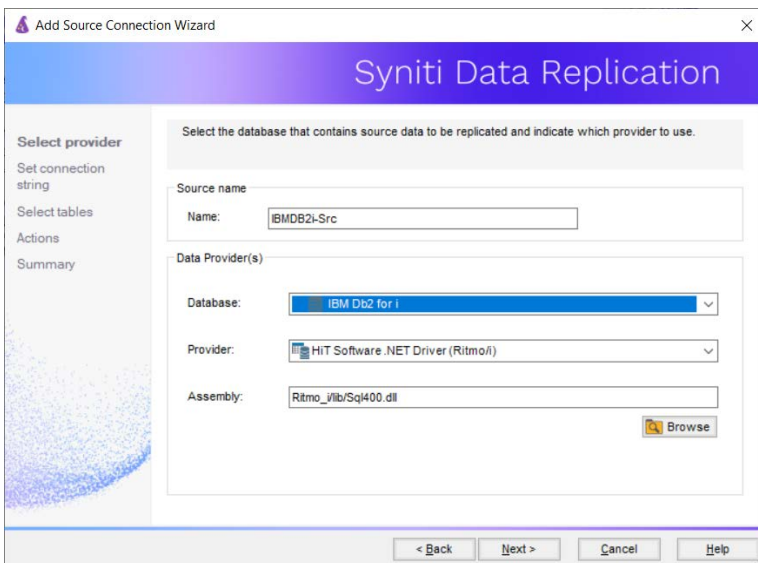 Add Source Connection Wizard
Syniti Data Replication
Select provider
Set connection
string
Select tables
Actions
Summary
Select the database that contains source data to be replicated and indicate which provider to use.
Source name
Name:
IBMDB2i-Src
Data Provider(s)
Database:
IBM Db2 for i
Provider:
HiT Software .NET Driver (Ritmo/i)
Assembly:
Ritmo_i/lib/Sql400.dll
Browse
< Back
Next >
Cancel
Help